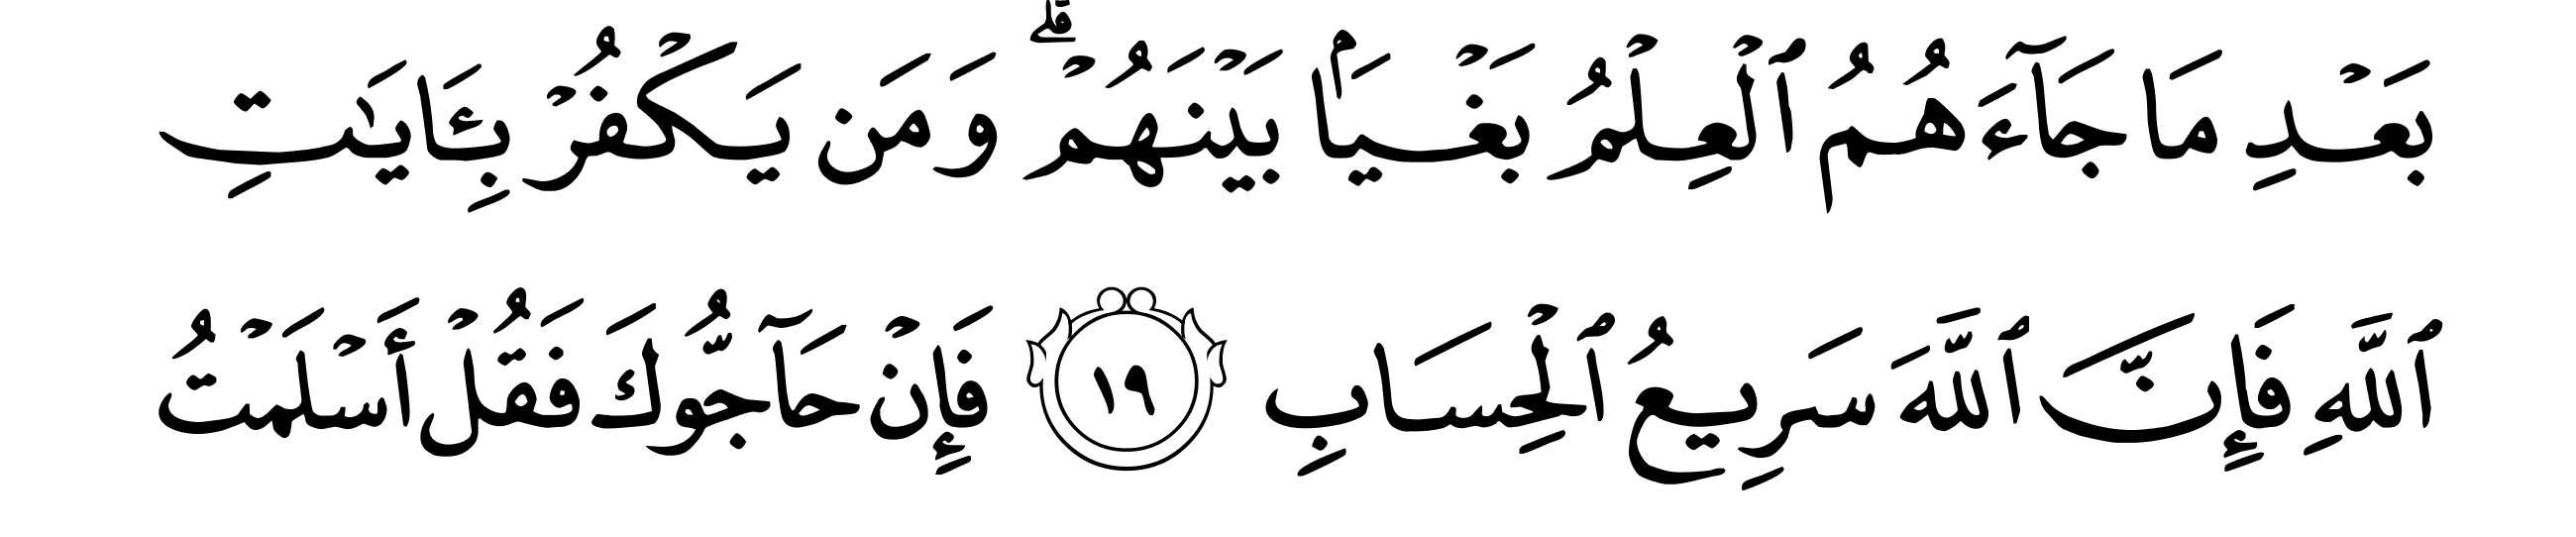 بَعۡدِ مَا جَآءَهُمُ ٱلۡعِلۡمُ بَغۡيَۢا بَيۡنَهُمۡۗ وَمَن يَكۡفُرۡ بِـَٔايَٰتِ
ٱللَّهِ فَإِنَّ ٱللَّهَ سَرِيعُ ٱلۡحِسَابِ ١٩ فَإِنۡ حَآجُّوكَ فَقُلۡ أَسۡلَمۡتُ